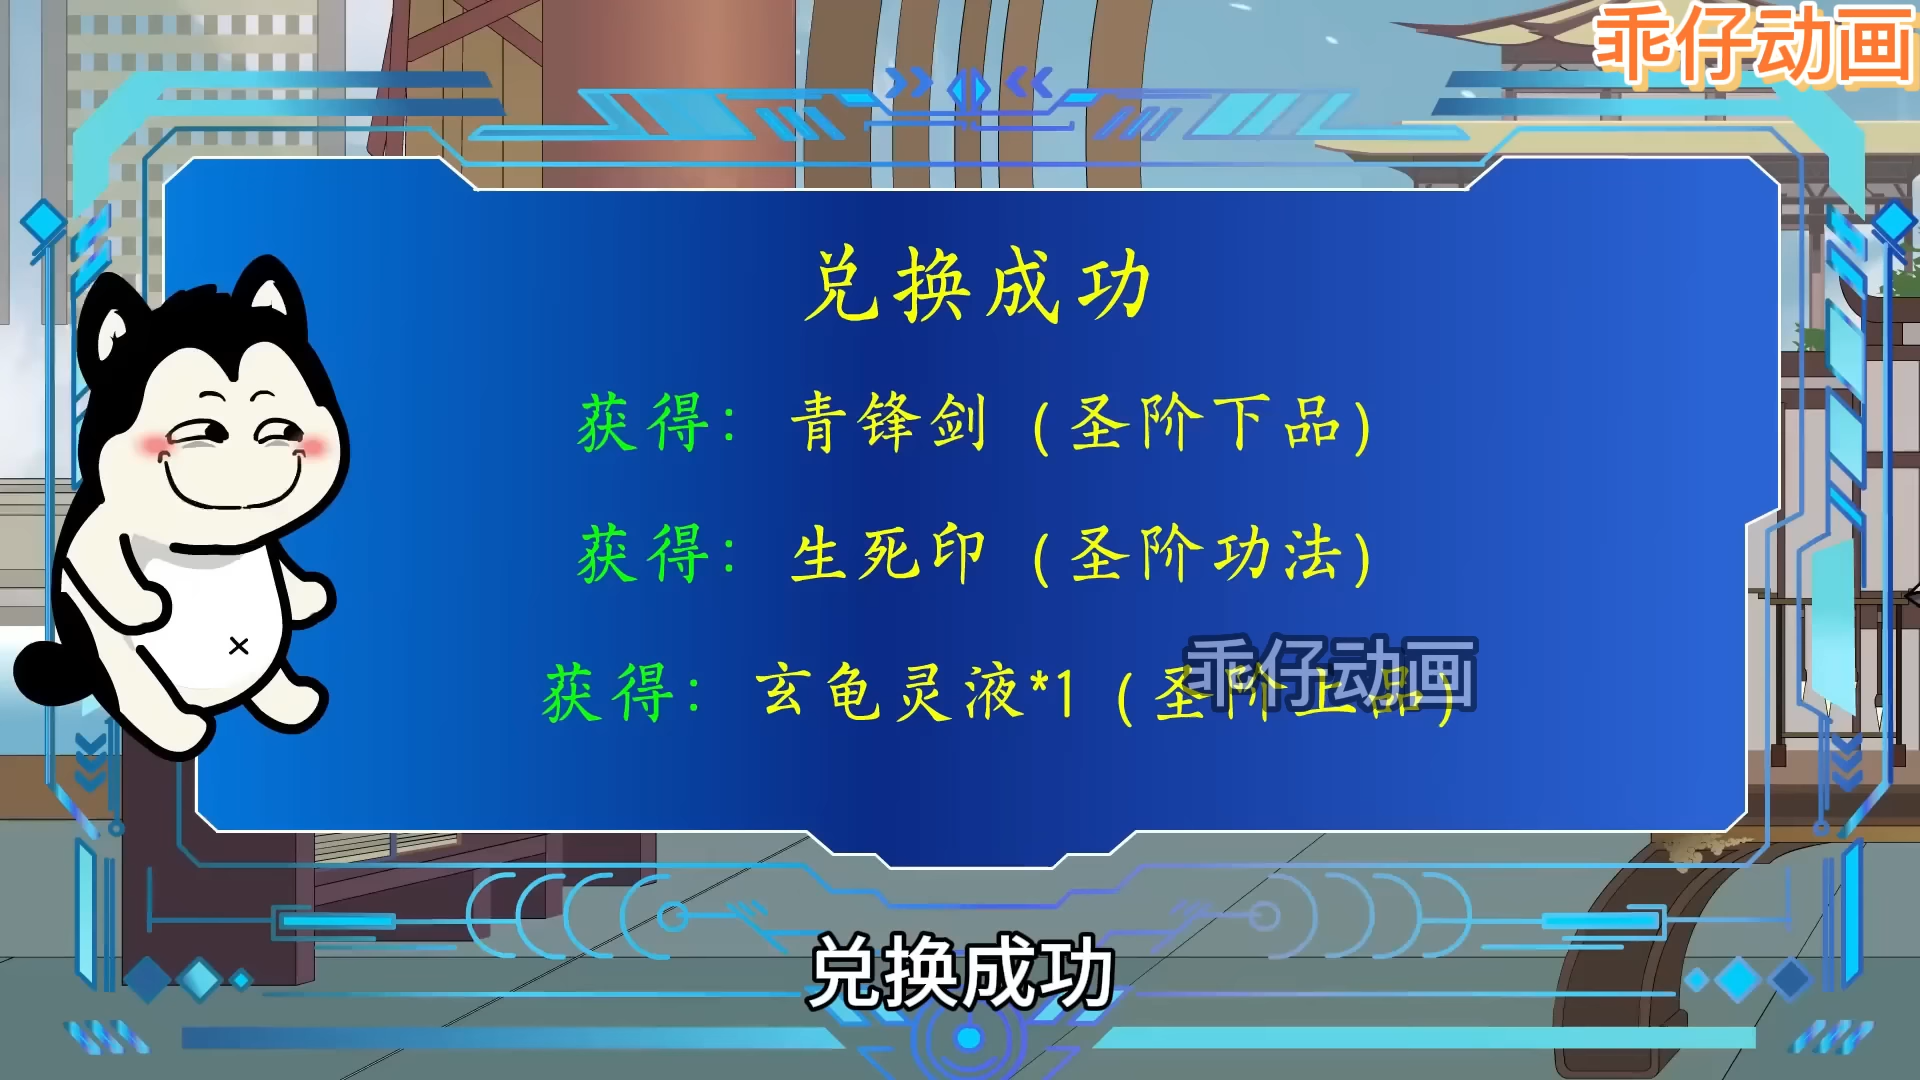 乖仔动画
兑换成功
获得：青锋剑（圣阶下品）
获得：生死印（圣阶功法）
获得：玄龟灵液*1（圣阶上品）
乖仔动画
兑换成功